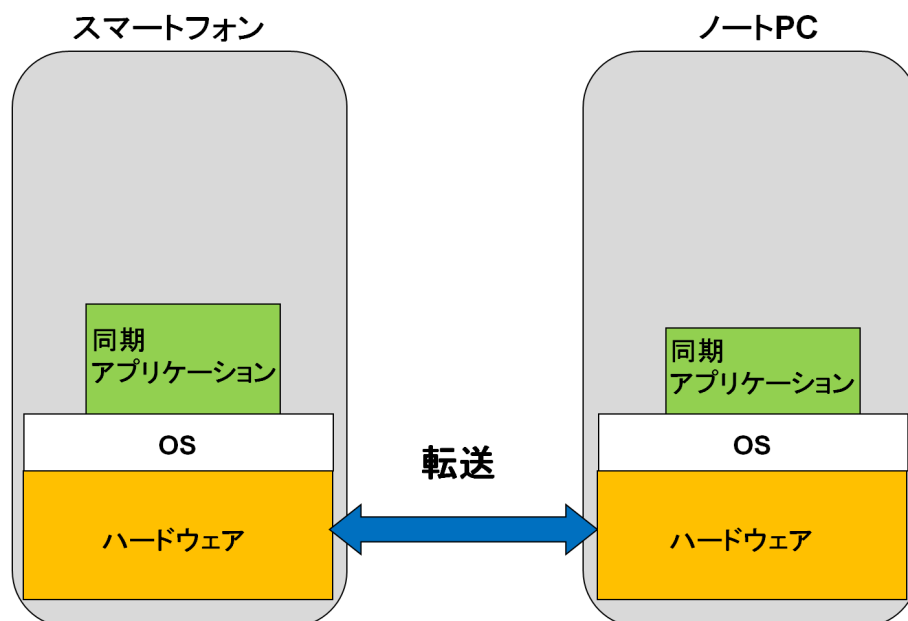 スマートフォン
ノートPC
同期
アプリケーション
同期
アプリケーション
OS
OS
転送
ハードウェア
ハードウェア